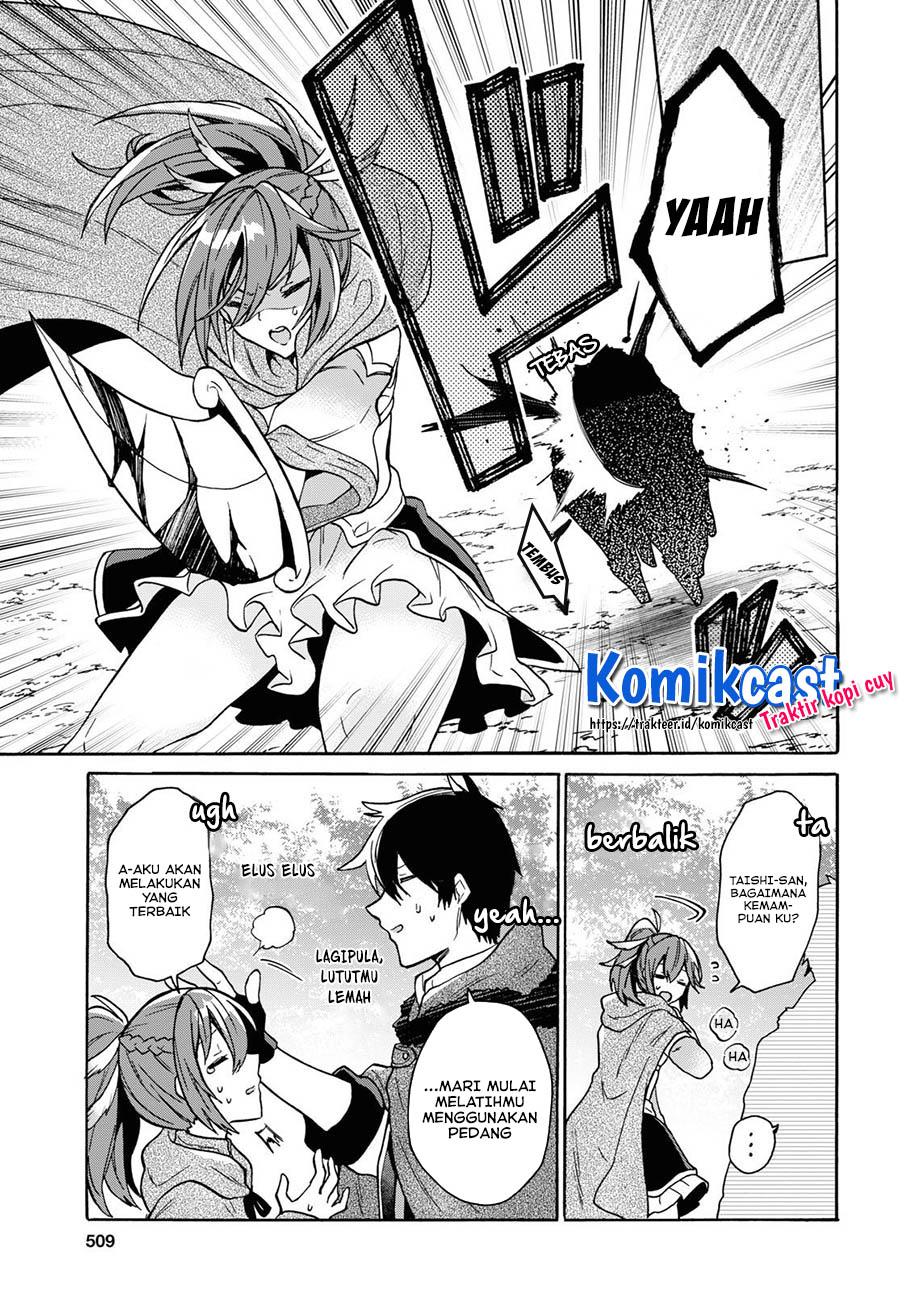 YAAH
TEBAS
TEMBUS
Komikcast
Traktir kopi cuy
https://trakteer.id/komikcast
ta
berbalik
TAISHI-SAN,
BAGAIMANA
KEMAM-
PUAN KU?
HA
HA
...
yeah...
...MARI MULAI
MELATIHMU
MENGGUNAKAN
PEDANG
LAGIPULA,
LUTUTMU
LEMAH
ELUS ELUS
ugh
A-AKU AKAN
MELAKUKAN
YANG
TERBAIK
509